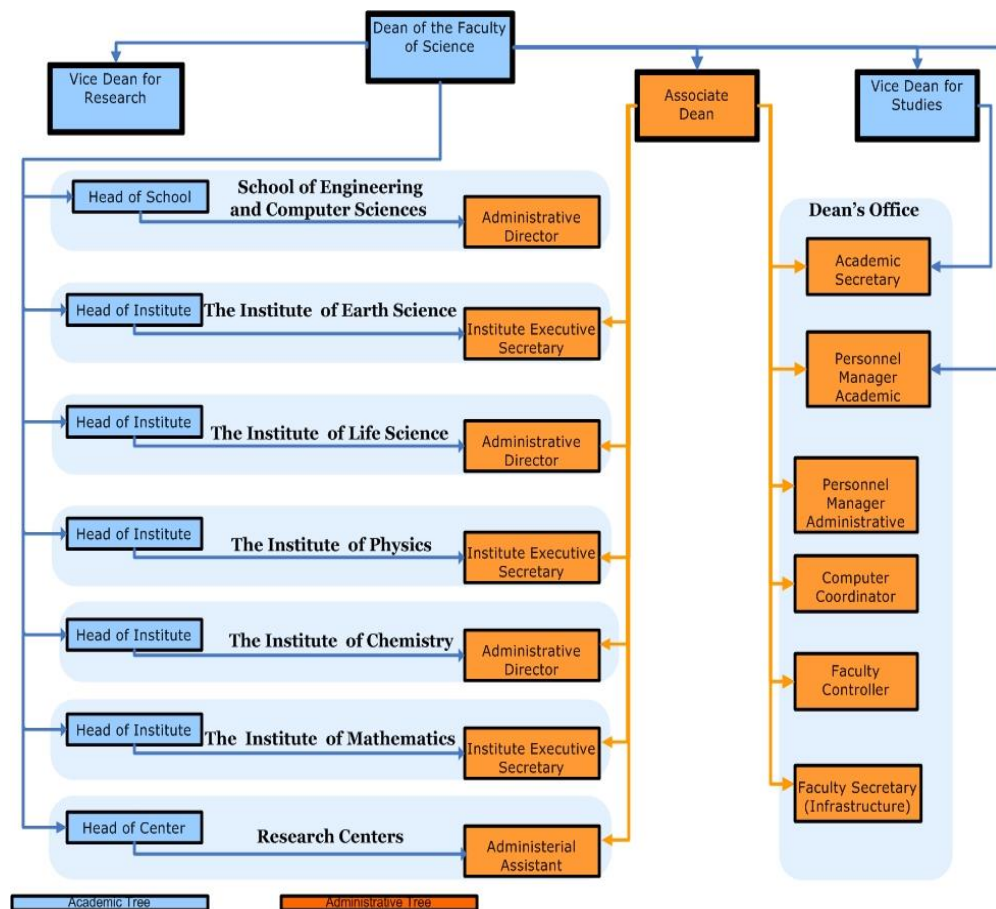 Dean of the Faculty
of Science
Vice Dean for
Research
Associate
Dean
Vice Dean for
Studies
Head of School
School of Engineering
and Computer Sciences
Administrative
Director
Head of Institute
The Institute of Earth Science
Institute Executive
Secretary
Head of Institute
The Institute of Life Science
Administrative
Director
Head of Institute
The Institute of Physics
Institute Executive
Secretary
Head of Institute
The Institute of Chemistry
Administrative
Director
Head of Institute
The Institute of Mathematics
Institute Executive
Secretary
Head of Center
Research Centers
Administerial
Assistant
Dean's Office
Academic
Secretary
Personnel
Manager
Academic
Personnel
Manager
Administrative
Computer
Coordinator
Faculty
Controller
Faculty Secretary
(Infrastructure)
Academic Tree
Administrative Tree